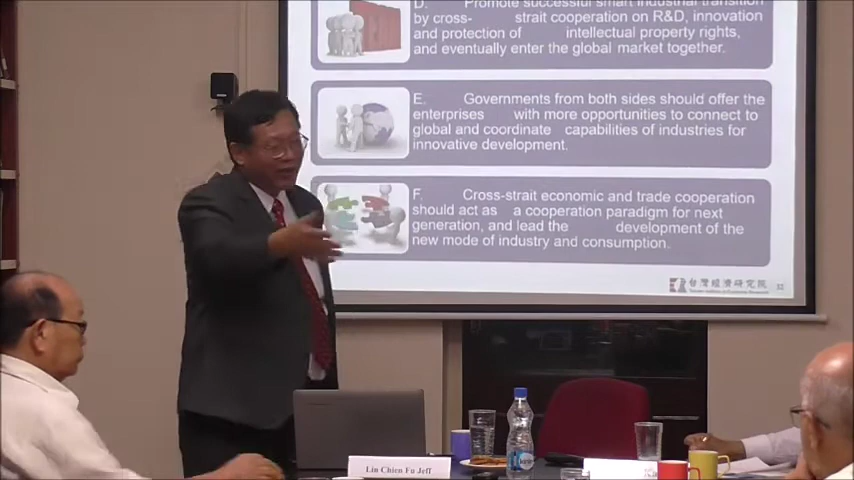 D. Promote successful smart industrial transition
by cross- strait cooperation on R&D, innovation
and protection of intellectual property rights,
and eventually enter the global market together.
E. Governments from both sides should offer the
enterprises with more opportunities to connect to
global and coordinate capabilities of industries for
innovative development.
F. Cross-strait economic and trade cooperation
should act as a cooperation paradigm for next
generation, and lead the development of the
new mode of industry and consumption.
台灣經濟研究院
Lin Chien Fu Jeff